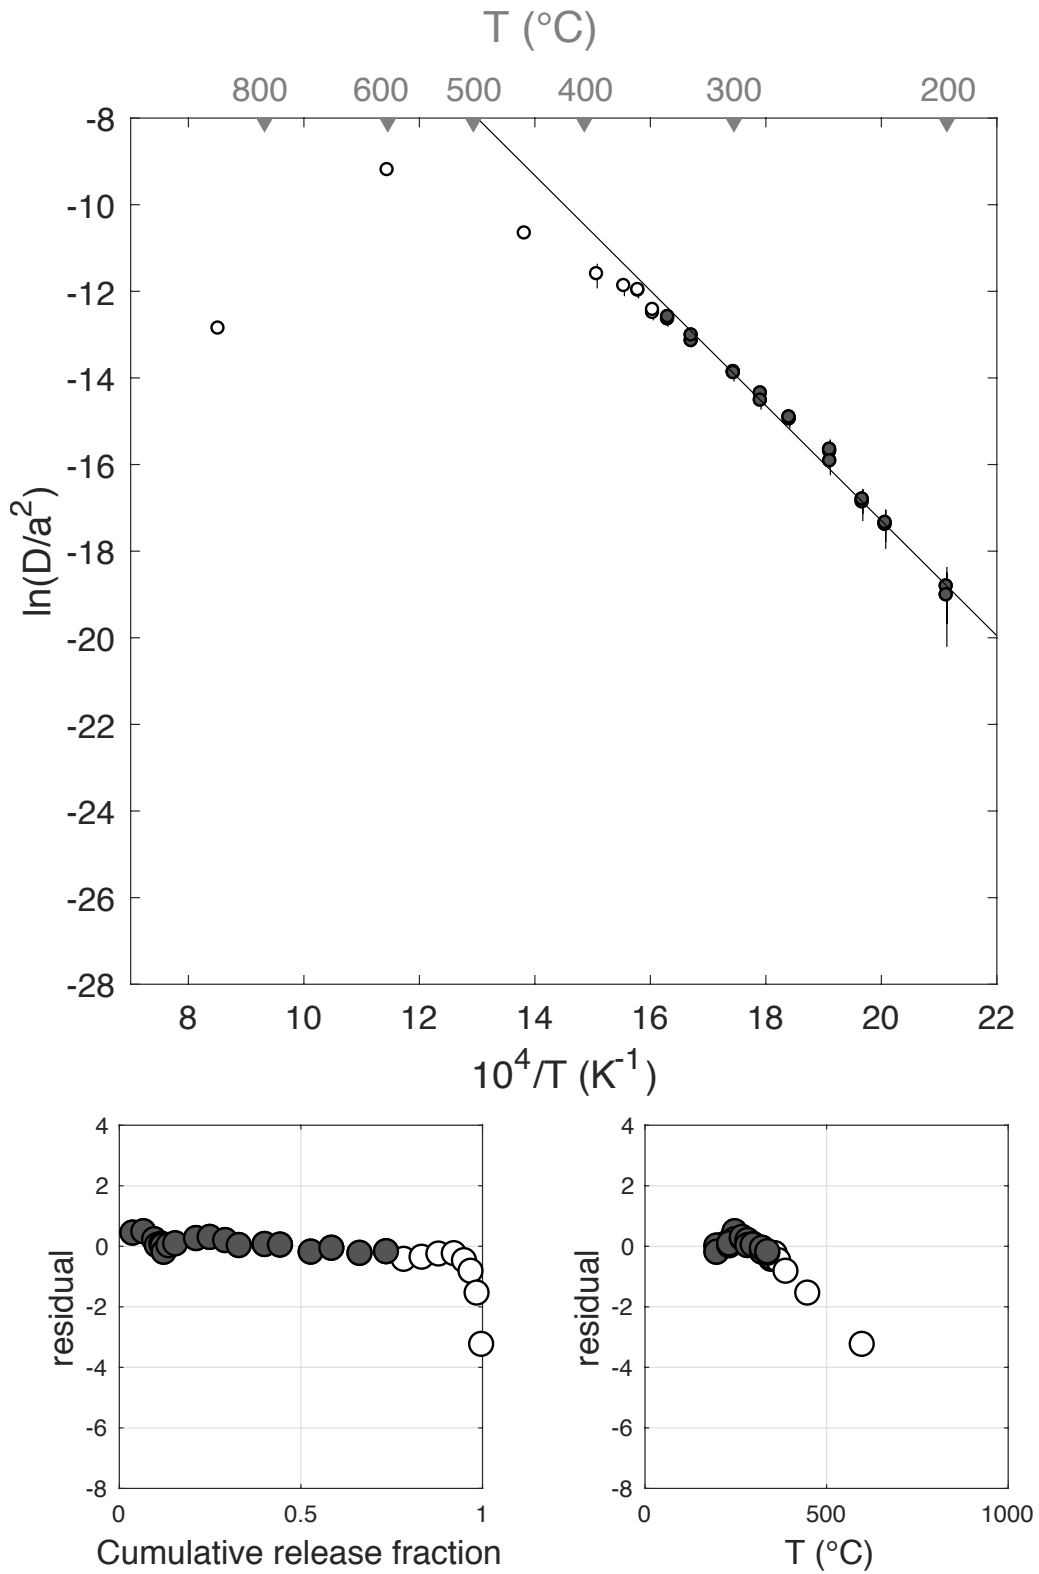 T (°C)
800 600 500 400 300 200
-8
-10
-12
-14
-16
-18
-20
-22
-24
-26
-28
ln(D/a²)
8 10 12 14 16 18 20 22
10⁴/T (K⁻¹)
4
2
0
-2
-4
-6
-8
residual
0 0.5 1
Cumulative release fraction
4
2
0
-2
-4
-6
-8
residual
0 500 1000
T (°C)